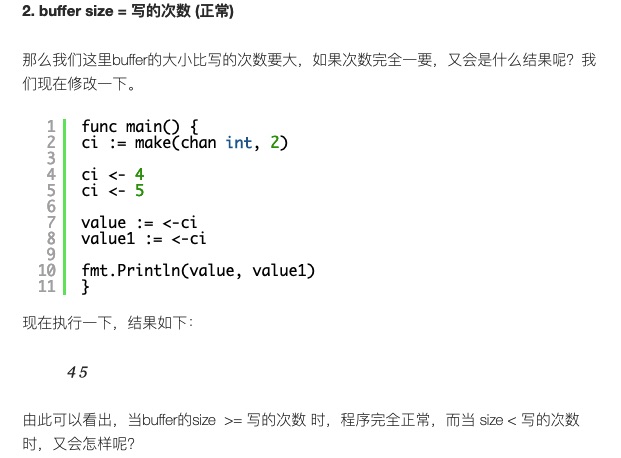 2. buffer size = 写的次数 (正常)
那么我们这里buffer的大小比写的次数要大，如果次数完全一要，又会是什么结果呢？我
们现在修改一下。
1 func main() {
2 ci := make(chan int, 2)
3
4 ci <- 4
5 ci <- 5
6
7 value := <-ci
8 value1 := <-ci
9
10 fmt.Println(value, value1)
11 }
现在执行一下，结果如下：
4 5
由此可以看出，当buffer的size >= 写的次数 时，程序完全正常，而当 size < 写的次数
时，又会怎样呢？